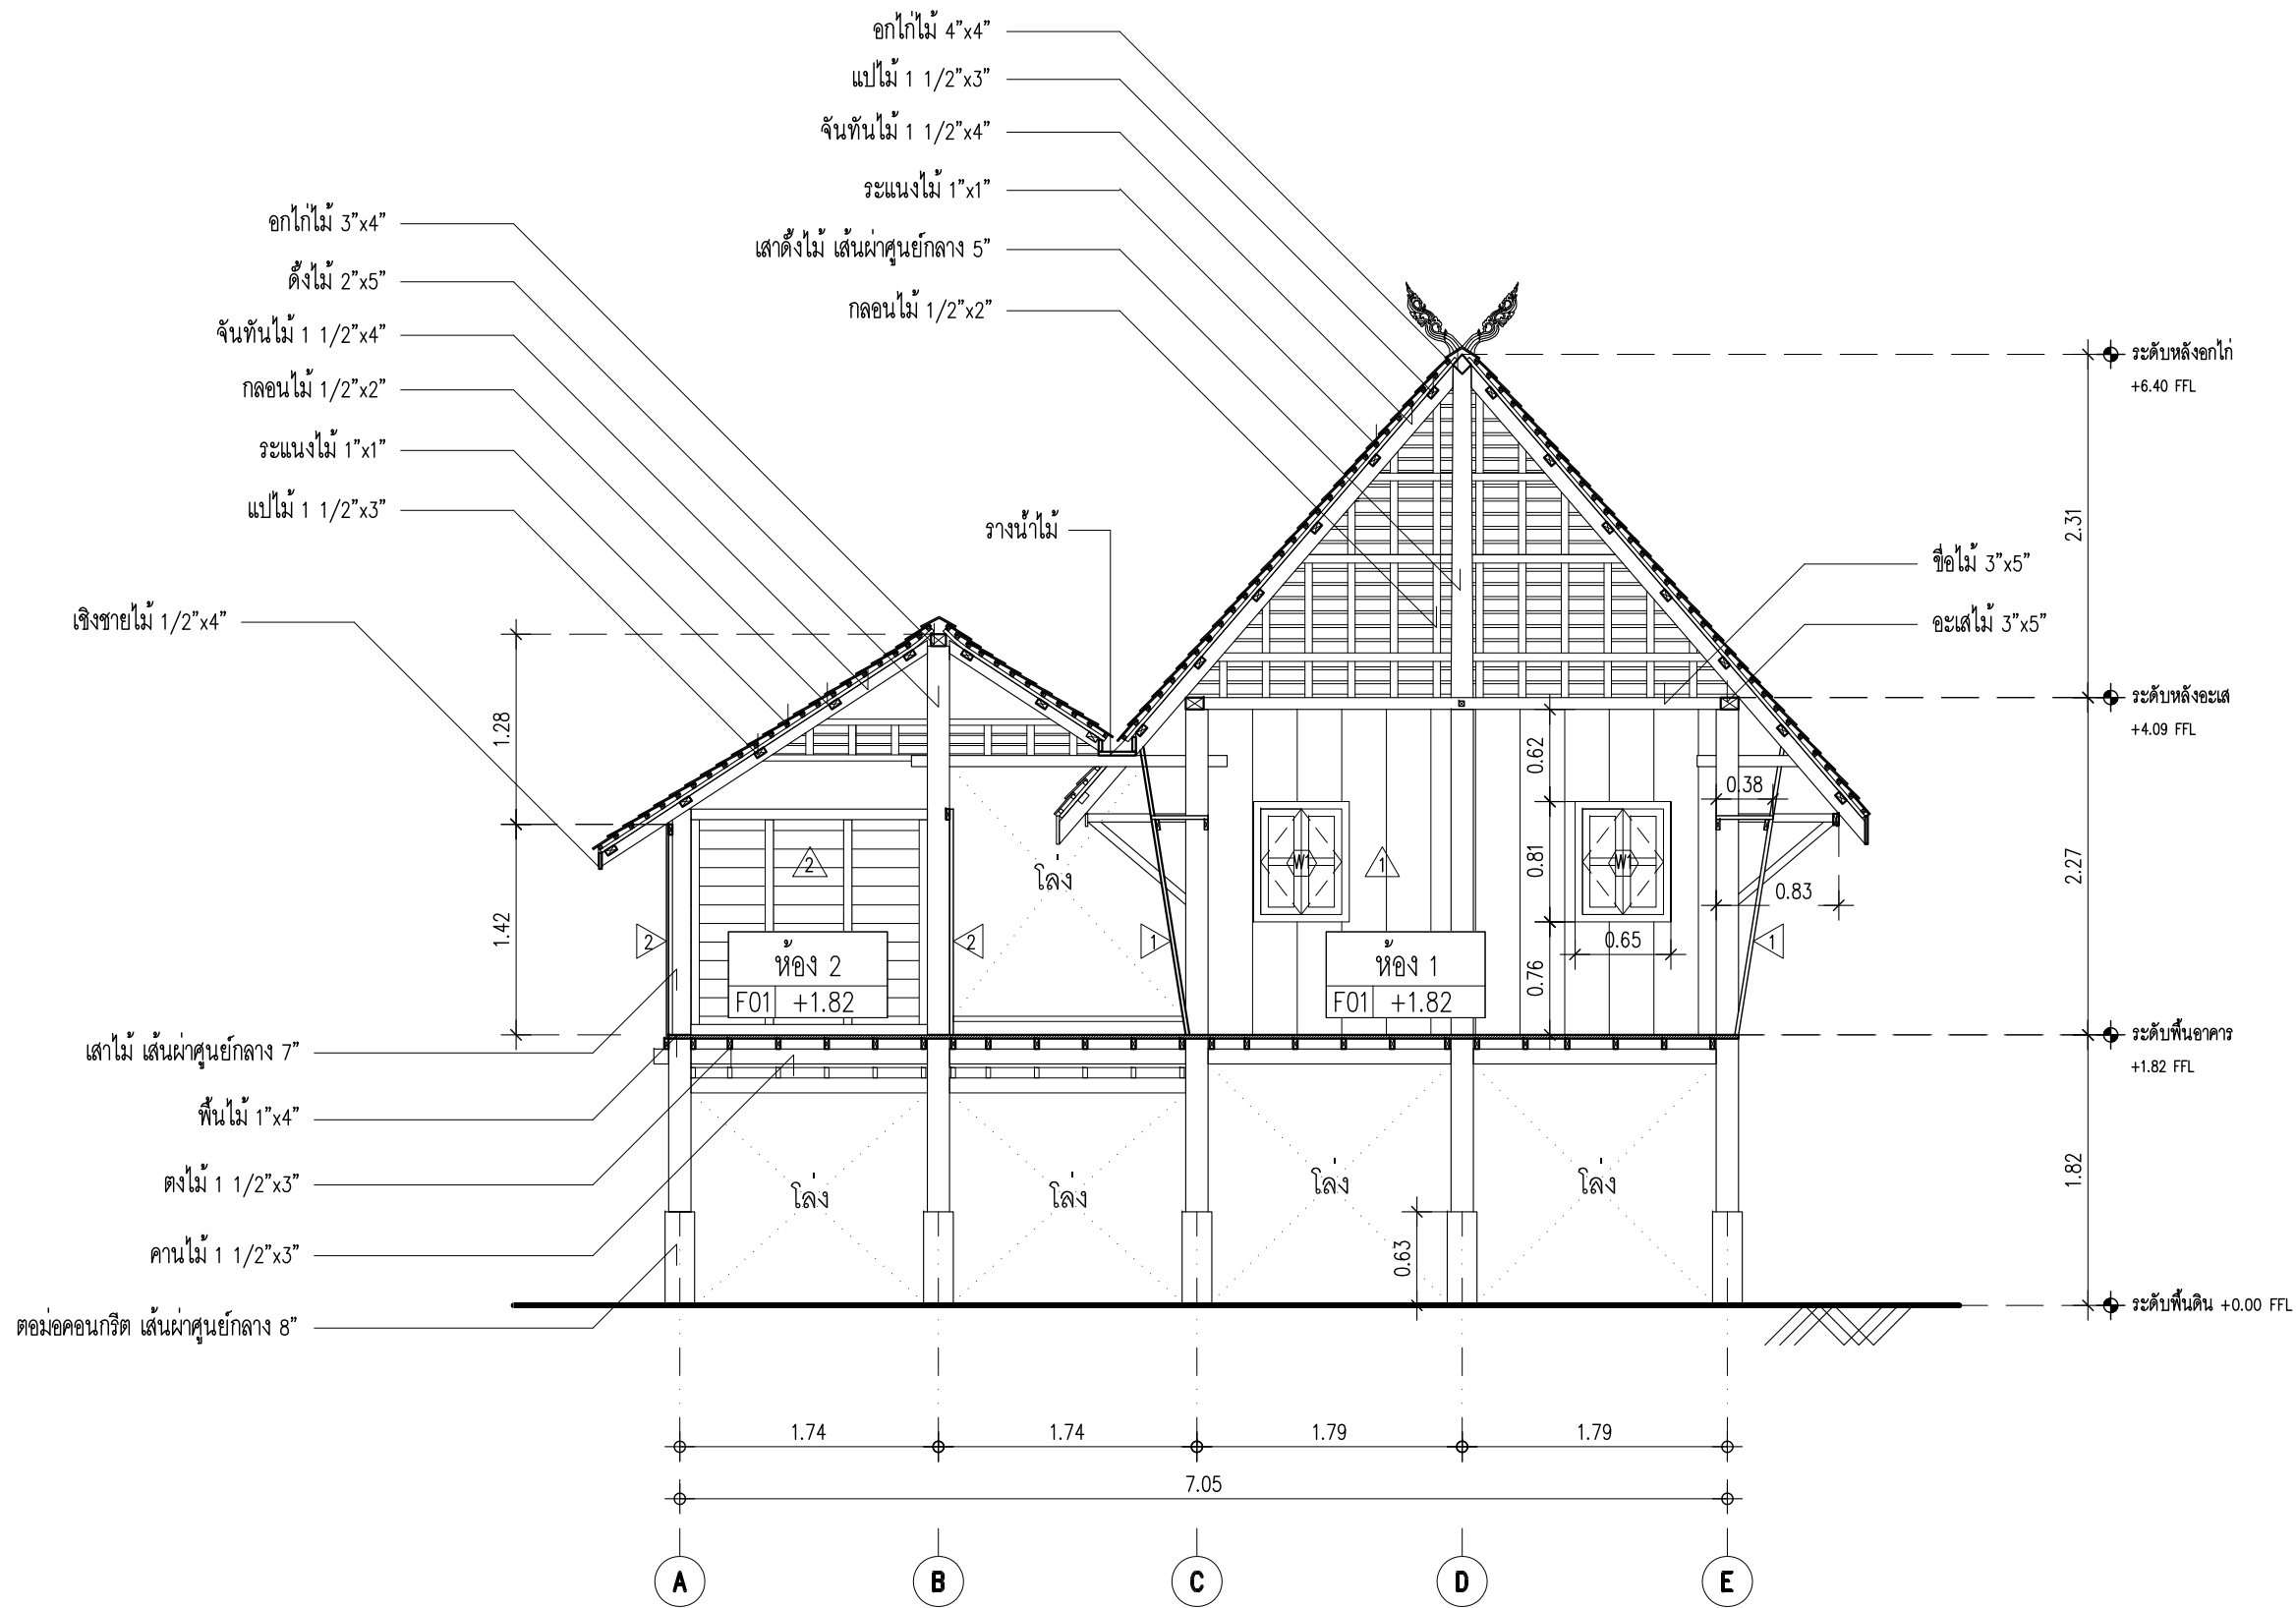 อกไก่ไม้ 4"x4"
แปไม้ 1 1/2"x3"
จันทันไม้ 1 1/2"x4"
ระแนงไม้ 1"x1"
เสาดั้งไม้ เส้นผ่าศูนย์กลาง 5"
กลอนไม้ 1/2"x2"
อกไก่ไม้ 3"x4"
ดั้งไม้ 2"x5"
จันทันไม้ 1 1/2"x4"
กลอนไม้ 1/2"x2"
ระแนงไม้ 1"x1"
แปไม้ 1 1/2"x3"
เชิงชายไม้ 1/2"x4"
รางน้ำไม้
ระดับหลังอกไก่
+6.40 FFL
2.31
ขื่อไม้ 3"x5"
อะเสไม้ 3"x5"
ระดับหลังอะเส
+4.09 FFL
1.28
1.42
0.62
0.81
0.76
0.38
0.83
0.65
2.27
2
2
2
1
1
1
W1
W1
โล่ง
ห้อง 2
F01 +1.82
ห้อง 1
F01 +1.82
ระดับพื้นอาคาร
+1.82 FFL
เสาไม้ เส้นผ่าศูนย์กลาง 7"
พื้นไม้ 1"x4"
ตงไม้ 1 1/2"x3"
คานไม้ 1 1/2"x3"
ตอม่อคอนกรีต เส้นผ่าศูนย์กลาง 8"
โล่ง
โล่ง
โล่ง
โล่ง
0.63
1.82
ระดับพื้นดิน +0.00 FFL
1.74 1.74 1.79 1.79
7.05
A B C D E